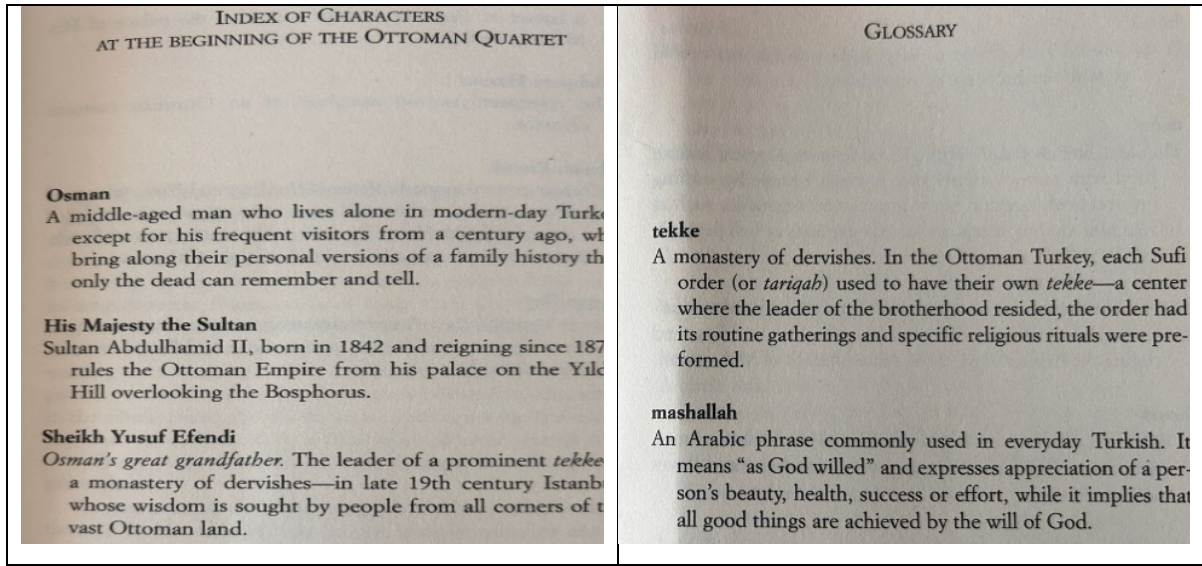 INDEX OF CHARACTERS
AT THE BEGINNING OF THE OTTOMAN QUARTET
Osman
A middle-aged man who lives alone in modern-day
except for his frequent visitors from a century ago,
bring along their personal versions of a family history
only the dead can remember and tell.
His Majesty the Sultan
Sultan Abdulhamid II, born in 1842 and reigning since
rules the Ottoman Empire from his palace on the
Hill overlooking the Bosphorus.
Sheikh Yusuf Efendi
Osman's great grandfather. The leader of a prominent tekke
a monastery of dervishes—in late 19th century
whose wisdom is sought by people from all corners of
vast Ottoman land.
GLOSSARY
tekke
A monastery of dervishes. In the Ottoman Turkey, each Sufi
order (or tariqah) used to have their own tekke—a center
where the leader of the brotherhood resided, the order had
its routine gatherings and specific religious rituals were pre-
formed.
mashallah
An Arabic phrase commonly used in everyday Turkish. It
means “as God willed” and expresses appreciation of a per-
son's beauty, health, success or effort, while it implies that
all good things are achieved by the will of God.